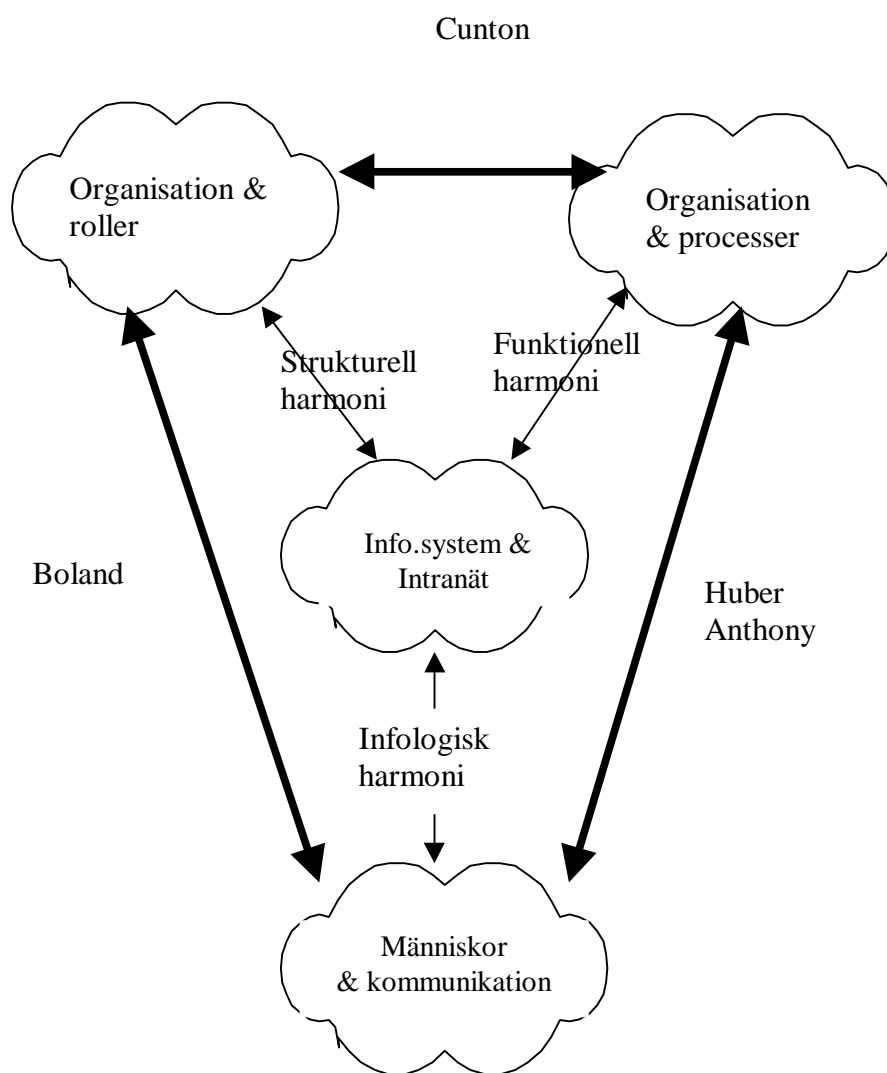 Cunton
Organisation &
roller
Organisation
& processer
Strukturell
harmoni
Funktionell
harmoni
Info.system &
Intranät
Boland
Huber
Anthony
Infologisk
harmoni
Människor
& kommunikation